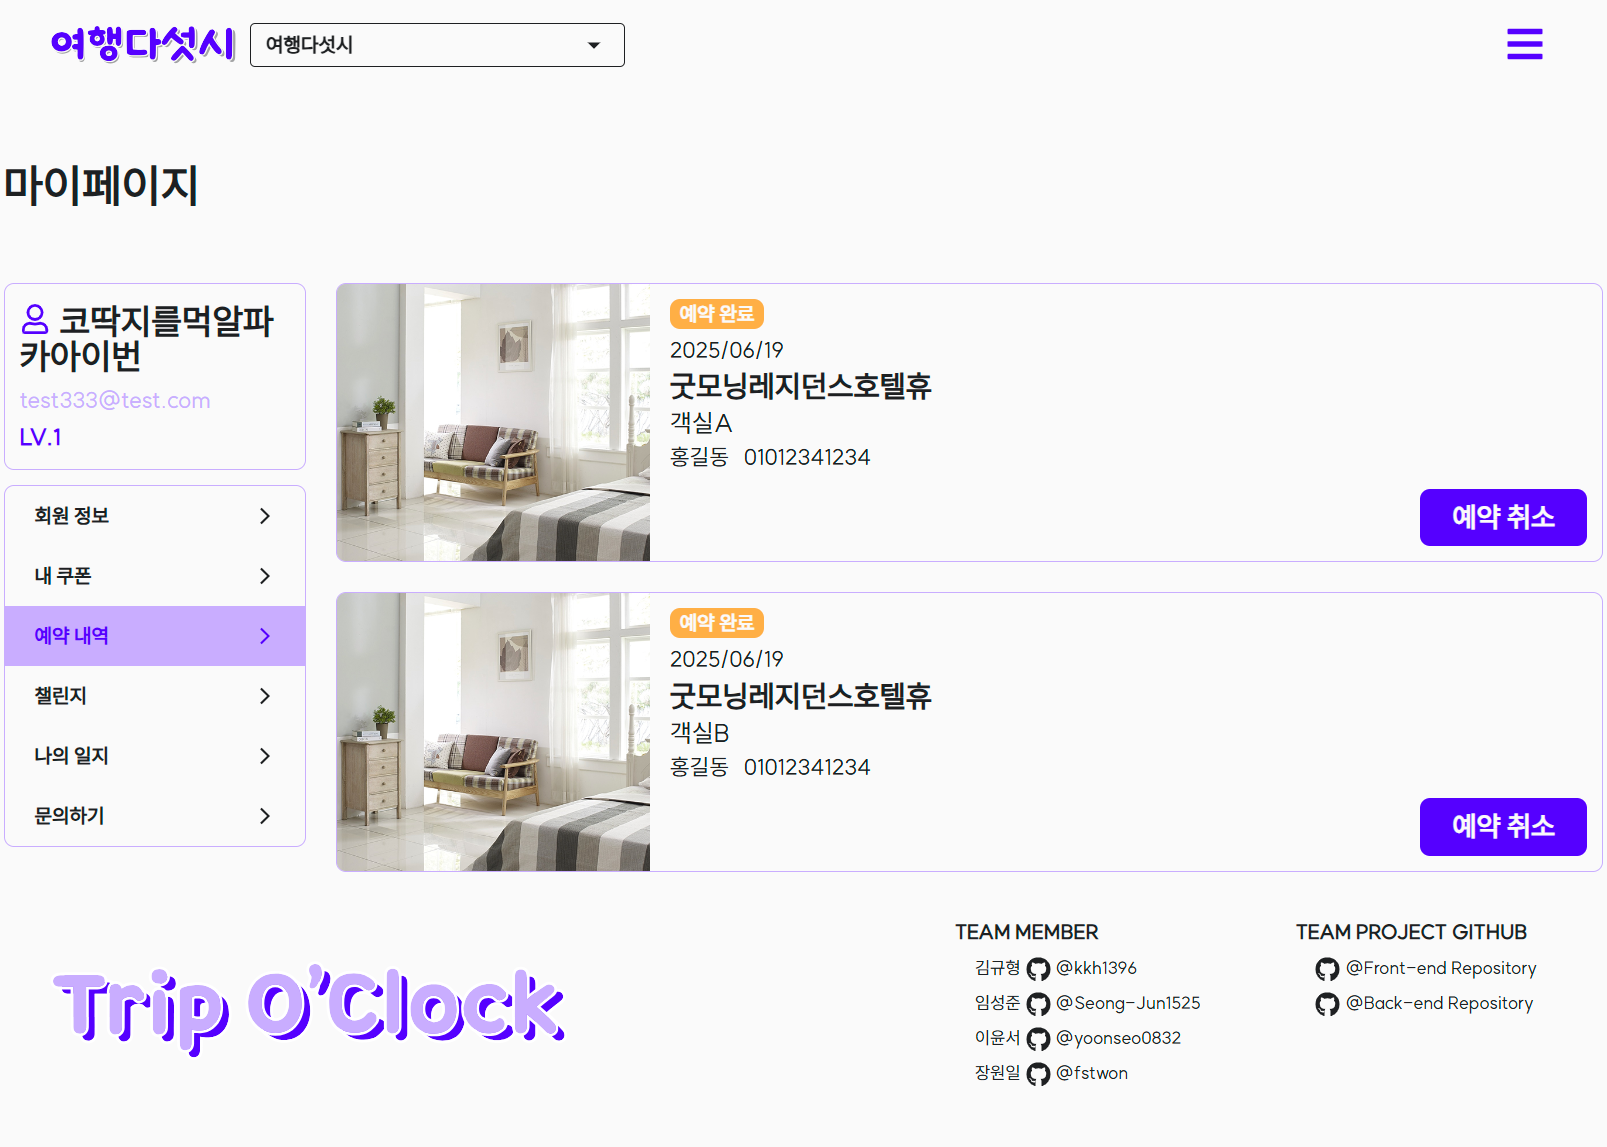 여행다섯시
여행다섯시
마이페이지
코딱지를먹알파
카아이번
test333@test.com
LV.1
회원 정보
내 쿠폰
예약 내역
챌린지
나의 일지
문의하기
예약 완료
2025/06/19
굿모닝레지던스호텔휴
객실A
홍길동 01012341234
예약 취소
예약 완료
2025/06/19
굿모닝레지던스호텔휴
객실B
홍길동 01012341234
예약 취소
Trip O'Clock
TEAM MEMBER
김규형 @kkh1396
임성준 @Seong-Jun1525
이윤서 @yoonseo0832
장원일 @fstwon
TEAM PROJECT GITHUB
@Front-end Repository
@Back-end Repository